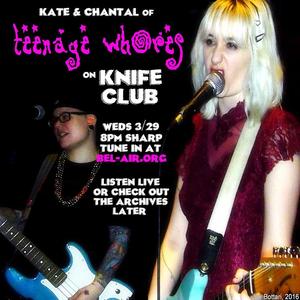 KATE & CHANTAL OF
teenage whores
ON KNIFE
CLUB
WEDS 3/29
8PM SHARP
TUNE IN AT
BEL-AIR.ORG
LISTEN LIVE
OR CHECK OUT
THE ARCHIVES
LATER
Bottari, 2016